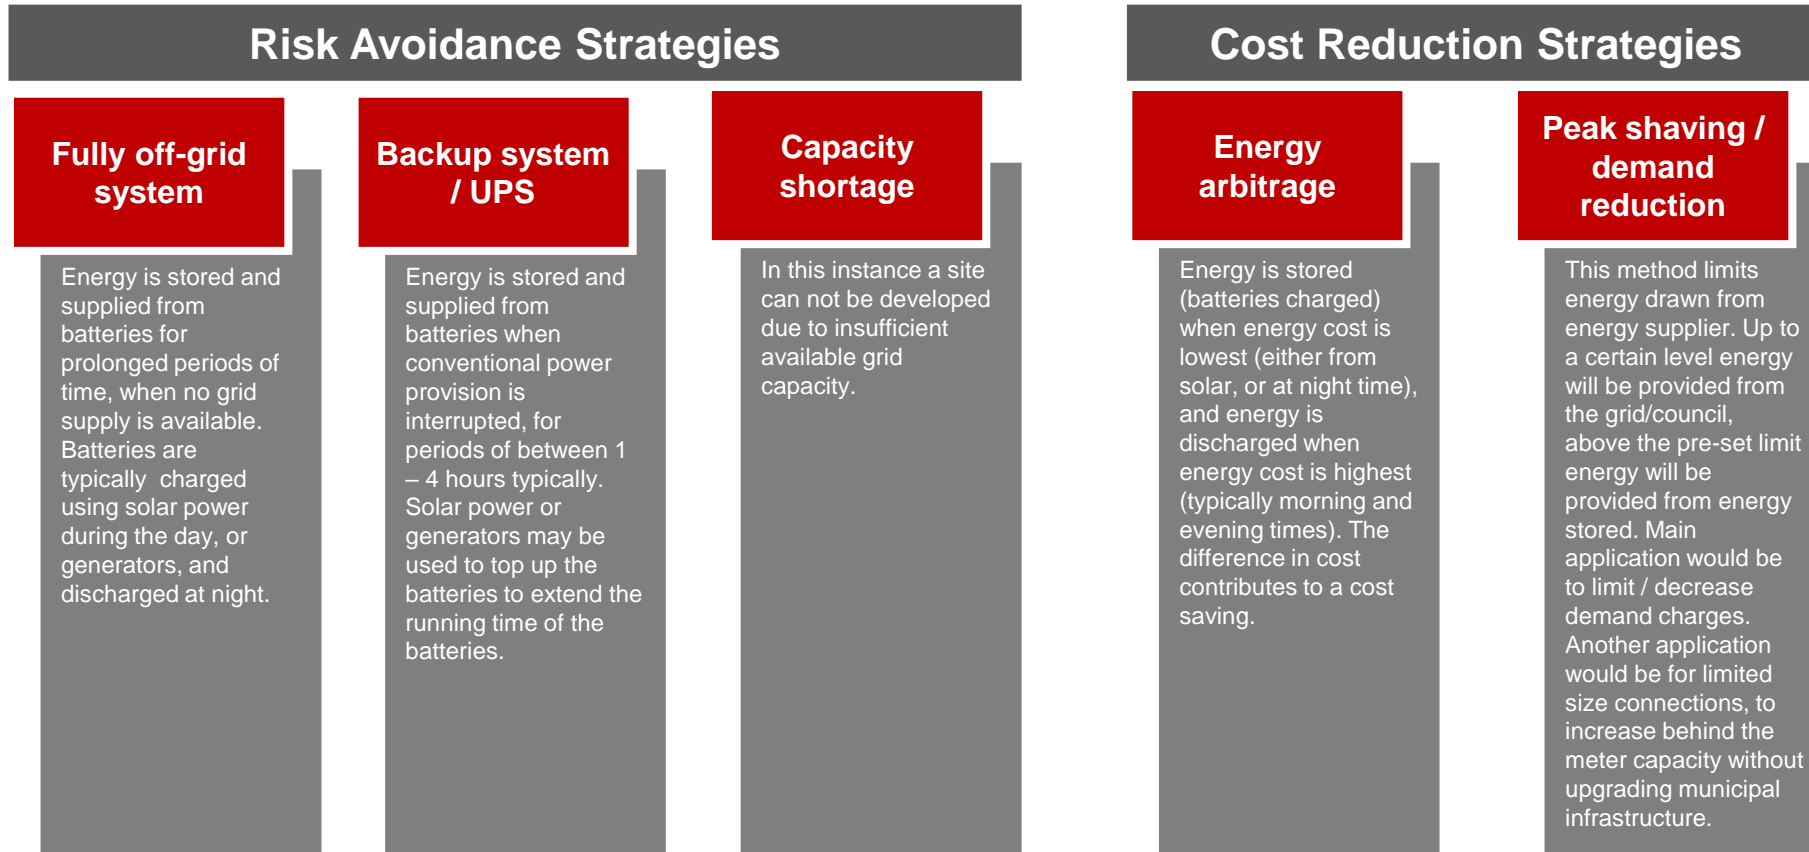 Risk Avoidance Strategies
Fully off-grid
system
Energy is stored and
supplied from
batteries for
prolonged periods of
time, when no grid
supply is available.
Batteries are
typically charged
using solar power
during the day, or
generators, and
discharged at night.
Backup system
/ UPS
Energy is stored and
supplied from
batteries when
conventional power
provision is
interrupted, for
periods of between 1
– 4 hours typically.
Solar power or
generators may be
used to top up the
batteries to extend the
running time of the
batteries.
Capacity
shortage
In this instance a site
can not be developed
due to insufficient
available grid
capacity.
Cost Reduction Strategies
Energy
arbitrage
Energy is stored
(batteries charged)
when energy cost is
lowest (either from
solar, or at night time),
and energy is
discharged when
energy cost is highest
(typically morning and
evening times). The
difference in cost
contributes to a cost
saving.
Peak shaving /
demand
reduction
This method limits
energy drawn from
energy supplier. Up to
a certain level energy
will be provided from
the grid/council,
above the pre-set limit
energy will be
provided from energy
stored. Main
application would be
to limit / decrease
demand charges.
Another application
would be for limited
size connections, to
increase behind the
meter capacity without
upgrading municipal
infrastructure.